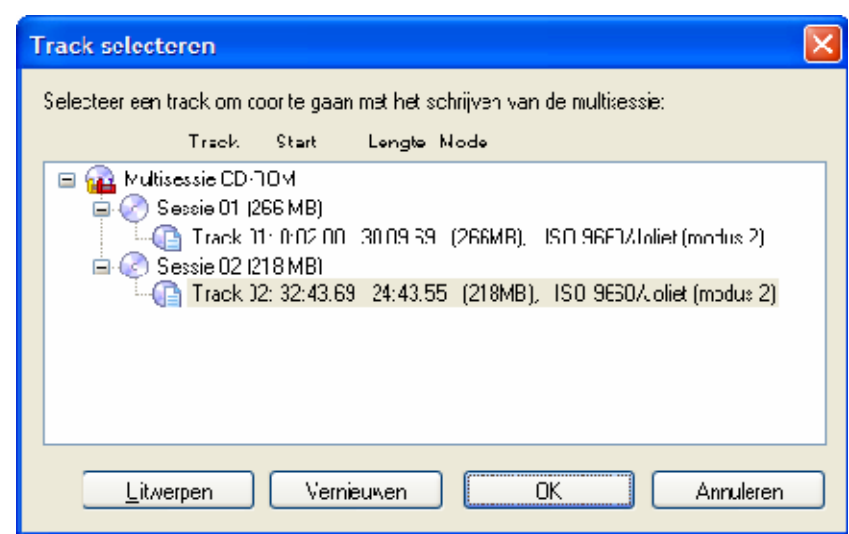 Track selecteren
Selecteer een track om door te gaan met het schrijven van de multisessie:
Track Start Lengte Mode
Multisessie CD-ROM
Sessie 01 (266 MB)
Track 01: 0:02.00 30:09.69 (266MB), ISO 9660/Joliet (modus 2)
Sessie 02 (218 MB)
Track 02: 32:43.69 24:43.55 (218MB), ISO 9660/Joliet (modus 2)
Uitwerpen Vernieuwen OK Annuleren